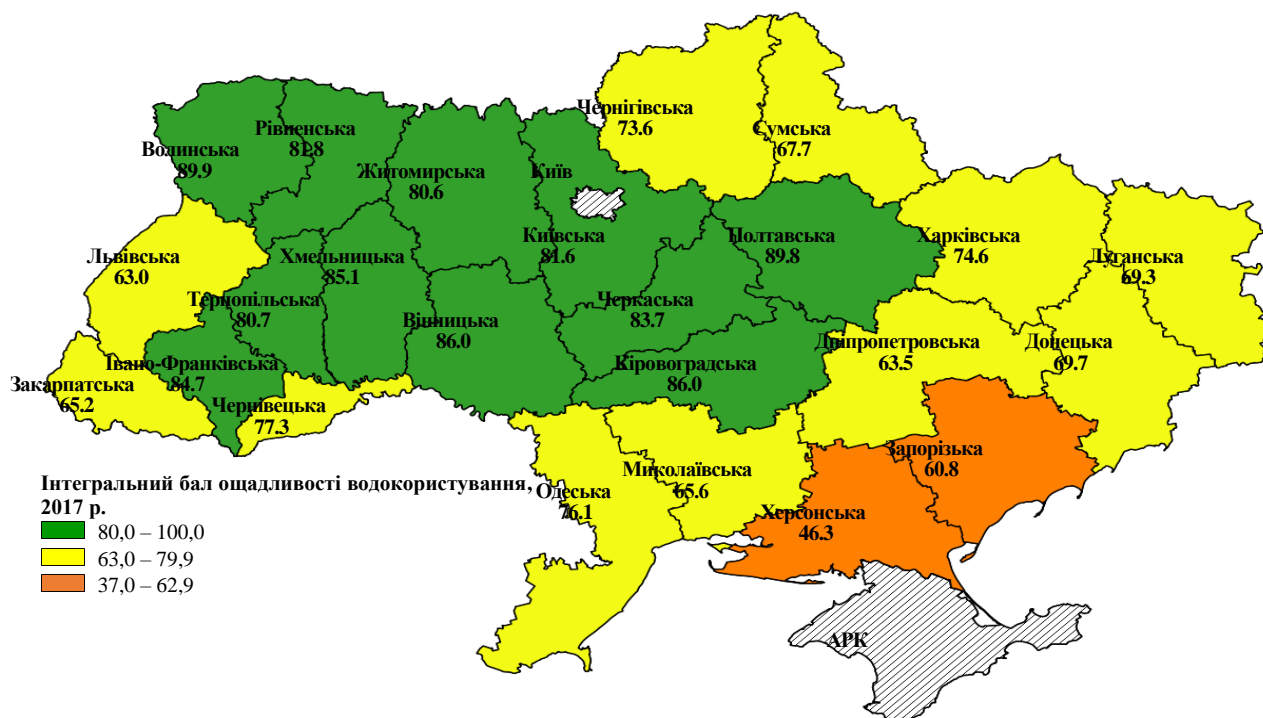 Чернігівська
73.6
Сумська
67.7
Рівненська
81.8
Волинська
89.9
Житомирська
80.6
Київ
Київська
81.6
Полтавська
89.8
Харківська
74.6
Луганська
69.3
Львівська
63.0
Хмельницька
85.1
Тернопільська
80.7
Вінницька
86.0
Черкаська
83.7
Дніпропетровська
63.5
Донецька
69.7
Івано-Франківська
84.7
Кіровоградська
86.0
Закарпатська
65.2
Чернівецька
77.3
Запорізька
60.8
Миколаївська
65.6
Одеська
76.1
Херсонська
46.3
АРК
Інтегральний бал ощадливості водокористування,
2017 р.
80,0 – 100,0
63,0 – 79,9
37,0 – 62,9